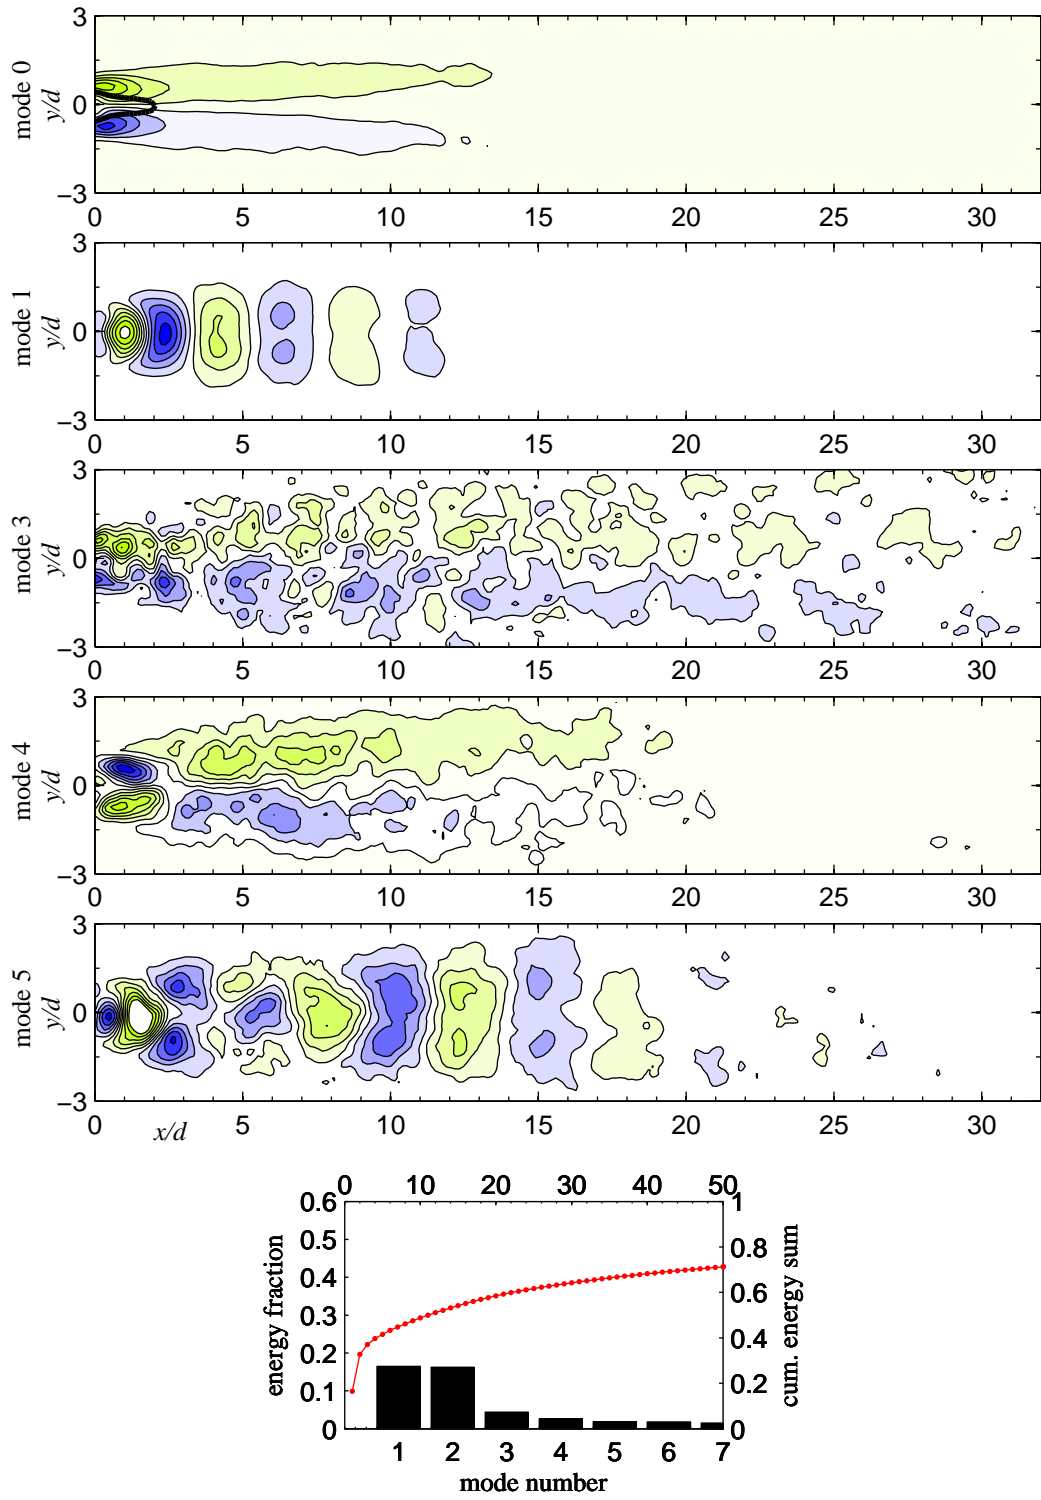 mode 0
y/d
3
0
−3
0 5 10 15 20 25 30
mode 1
y/d
3
0
−3
0 5 10 15 20 25 30
mode 3
y/d
3
0
−3
0 5 10 15 20 25 30
mode 4
y/d
3
0
−3
0 5 10 15 20 25 30
mode 5
y/d
3
0
−3
0 5 10 15 20 25 30
x/d
0 10 20 30 40 50
energy fraction
0.6
0.5
0.4
0.3
0.2
0.1
0
1
0.8
0.6
0.4
0.2
0
cum. energy sum
1 2 3 4 5 6 7
mode number